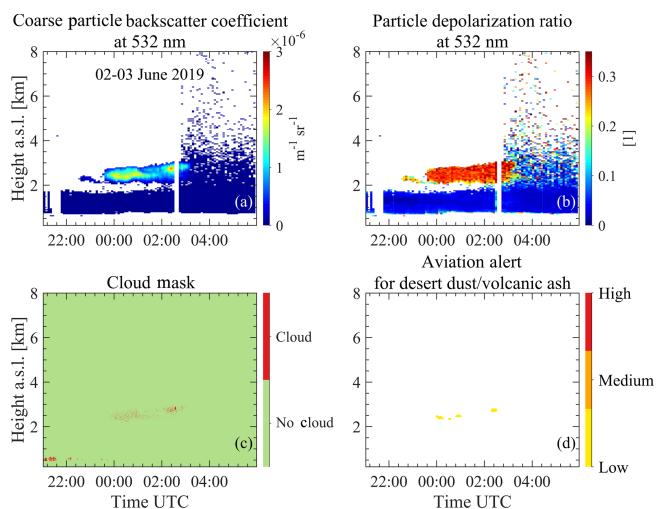 Coarse particle backscatter coefficient
at 532 nm
×10⁻⁶
02-03 June 2019
Height a.s.l. [km]
8
6
4
2
3
2
1
0
m⁻¹ sr⁻¹
(a)
22:00 00:00 02:00 04:00
Particle depolarization ratio
at 532 nm
8
6
4
2
0.3
0.2
0.1
0
[1]
(b)
22:00 00:00 02:00 04:00
Cloud mask
Height a.s.l. [km]
8
6
4
2
Cloud
No cloud
(c)
22:00 00:00 02:00 04:00
Time UTC
Aviation alert
for desert dust/volcanic ash
8
6
4
2
High
Medium
Low
(d)
22:00 00:00 02:00 04:00
Time UTC